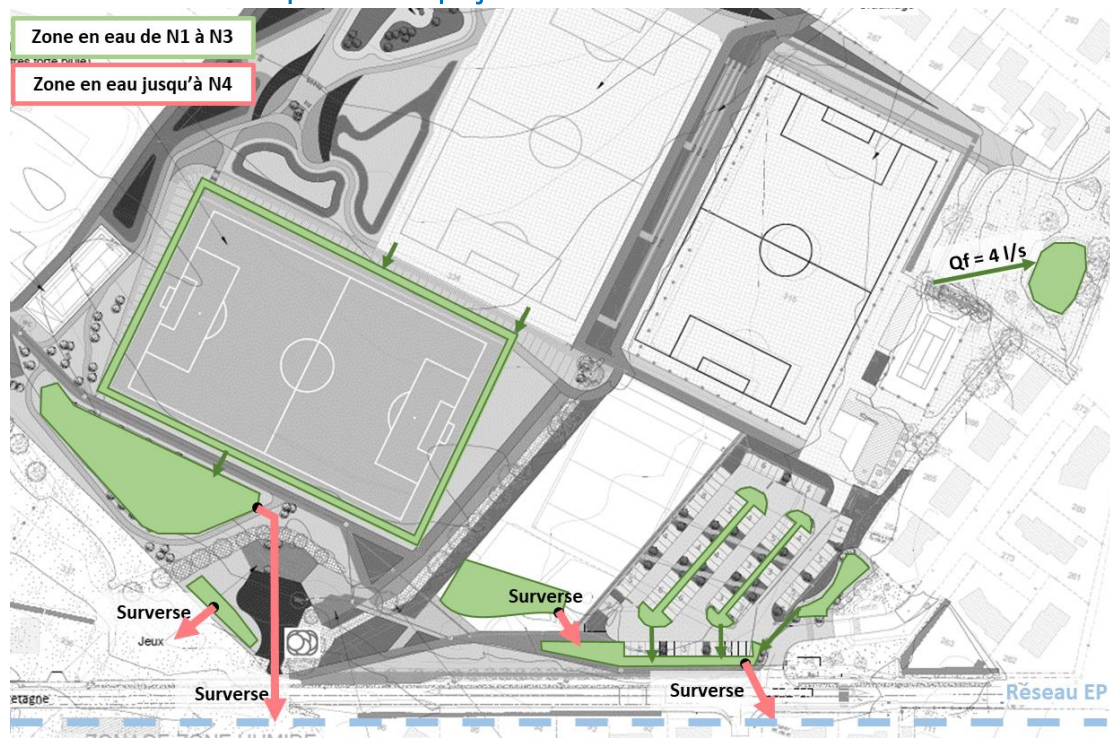 Zone en eau de N1 à N3
Zone en eau jusqu'à N4
Qf = 4 l/s
Surverse
Surverse
Jeux
Surverse
Surverse
Réseau EP
etagne